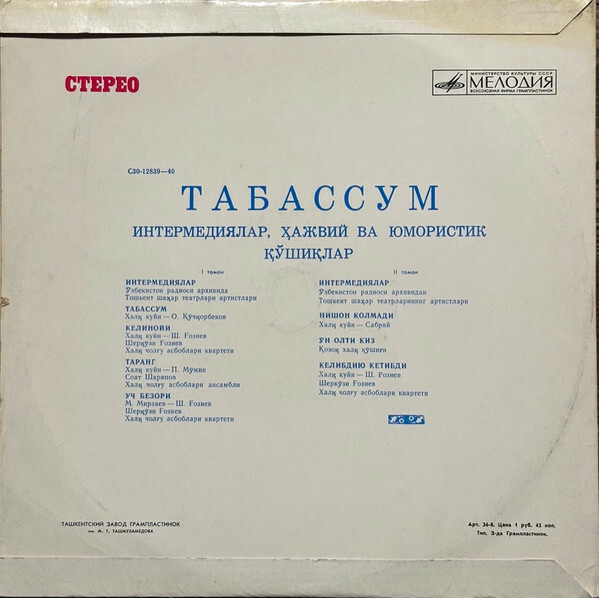 СТЕРЕО
МИНИСТЕРСТВО КУЛЬТУРЫ СССР
МЕЛОДИЯ
ВСЕСОЮЗНАЯ ФИРМА ГРАМПЛАСТИНОК
С30-12839—40
ТАБАССУМ
ИНТЕРМЕДИЯЛАР, ҲАЖВИЙ ВА ЮМОРИСТИК
ҚЎШИҚЛАР
I томон
ИНТЕРМЕДИЯЛАР
Ўзбекистон радиоси архивида
Тошкент шаҳар театрлари артистлари
ТАБАССУМ
Халқ куйи — О. Қўчқорбеков
КЕЛИНОЙИ
Халқ куйи — Ш. Ғозиев
Шерқўзи Ғозиев
Халқ чолғу асбоблари квартети
ТАРАНГ
Халқ куйи — П. Мўмин
Соат Шарипов
Халқ чолғу асбоблари ансамбли
УЧ БЕЗОРИ
М. Мирзаев — Ш. Ғозиев
Шерқўзи Ғозиев
Халқ чолғу асбоблари квартети
II томон
ИНТЕРМЕДИЯЛАР
Ўзбекистон радиоси архивидан
Тошкент шаҳар театрларининг артистлари
НИШОН КОЛМАДИ
Халқ куйи — Сабрий
ЎН ОЛТИ КИЗ
Қозоқ халқ қўшиғи
КЕЛИБДИЮ КЕТИБДИ
Халқ куйи — Ш. Ғозиев
Шерқўзи Ғозиев
Халқ чолғу асбоблари квартети
ТАШКЕНТСКИЙ ЗАВОД ГРАМПЛАСТИНОК
им. М. Т. ТАШМУХАМЕДОВА
Арт. 36-8. Цена 1 руб. 45 коп.
Тип. З-да Грампластинок.